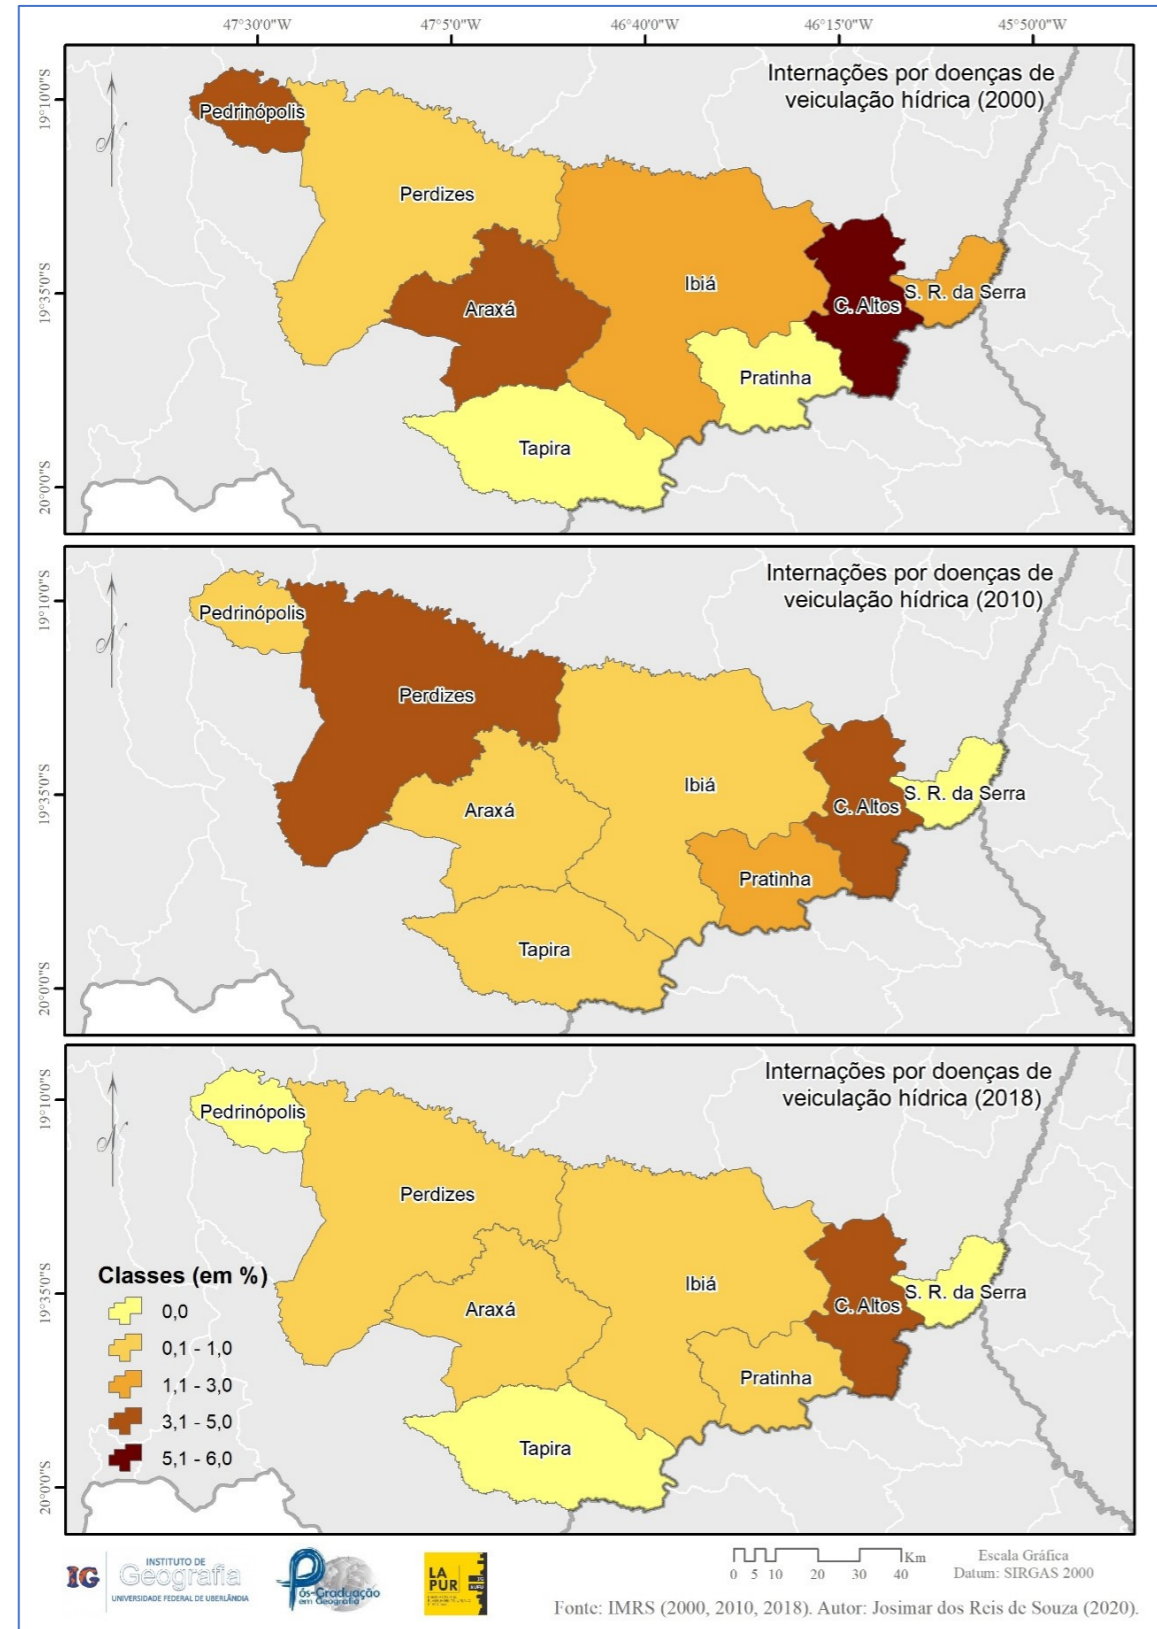 47°30'0"W 47°5'0"W 46°40'0"W 46°15'0"W 45°50'0"W
Internações por doenças de
veiculação hídrica (2000)
19°10'0"S
Pedrinópolis
Perdizes
Ibiá
19°35'0"S
S. R. da Serra
C. Altos
Araxá
Pratinha
Tapira
20°0'0"S
Internações por doenças de
veiculação hídrica (2010)
19°10'0"S
Pedrinópolis
Perdizes
Ibiá
19°35'0"S
S. R. da Serra
C. Altos
Araxá
Pratinha
Tapira
20°0'0"S
Internações por doenças de
veiculação hídrica (2018)
19°10'0"S
Pedrinópolis
Perdizes
Ibiá
19°35'0"S
S. R. da Serra
C. Altos
Araxá
Pratinha
Tapira
20°0'0"S
Classes (em %)
0,0
0,1 - 1,0
1,1 - 3,0
3,1 - 5,0
5,1 - 6,0
IG
INSTITUTO DE
Geografia
UNIVERSIDADE FEDERAL DE UBERLÂNDIA
Pós-Graduação
em Geografia
LA
PUR
Km
0 5 10 20 30 40
Escala Gráfica
Datum: SIRGAS 2000
Fonte: IMRS (2000, 2010, 2018). Autor: Josimar dos Reis de Souza (2020).